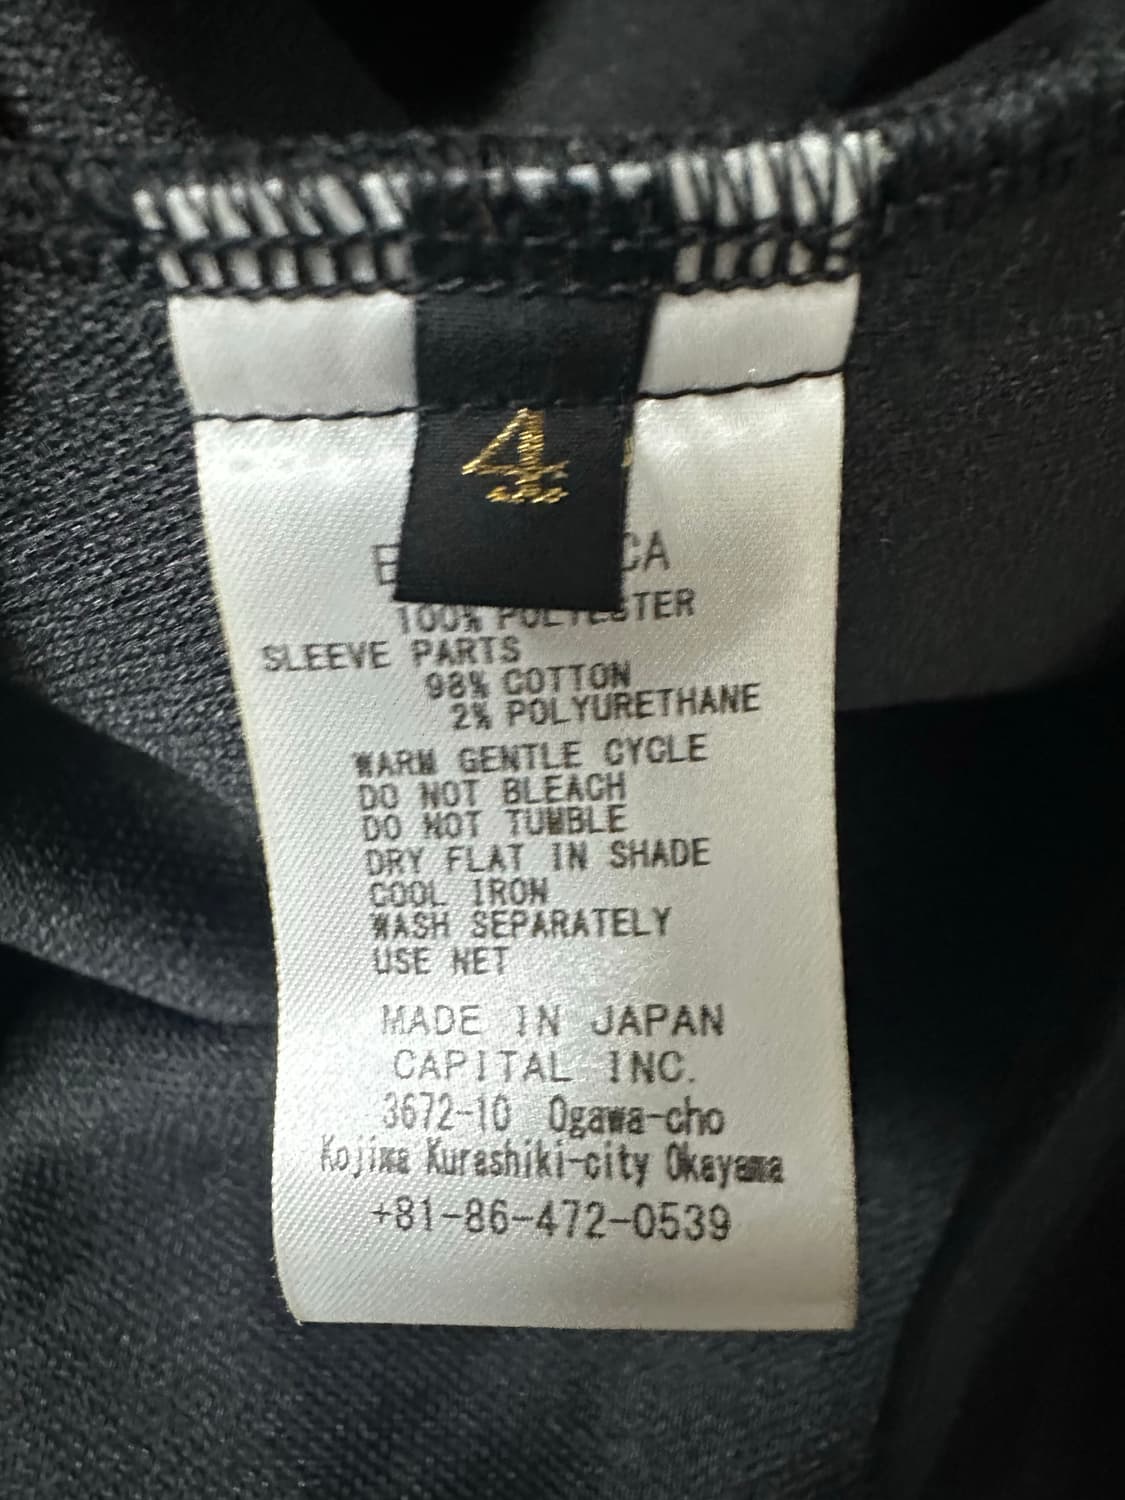 4
100% POLYESTER
SLEEVE PARTS
98% COTTON
2% POLYURETHANE
WARM GENTLE CYCLE
DO NOT BLEACH
DO NOT TUMBLE
DRY FLAT IN SHADE
COOL IRON
WASH SEPARATELY
USE NET
MADE IN JAPAN
CAPITAL INC.
3672-10 Ogawa-cho
Kojima Kurashiki-city Okayama
+81-86-472-0539